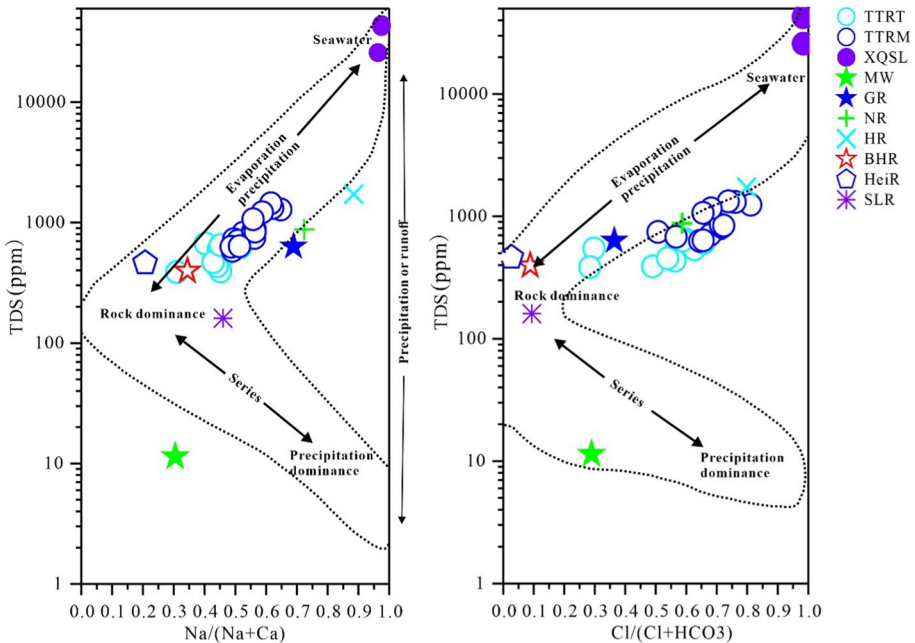 TDS(ppm)
10000
1000
100
10
1
Seawater
Evaporation
precipitation
Rock dominance
Series
Precipitation
dominance
Precipitation or runoff
0.0 0.1 0.2 0.3 0.4 0.5 0.6 0.7 0.8 0.9 1.0
Na/(Na+Ca)
TDS(ppm)
10000
1000
100
10
1
Seawater
Evaporation
precipitation
Rock dominance
Series
Precipitation
dominance
0.0 0.1 0.2 0.3 0.4 0.5 0.6 0.7 0.8 0.9 1.0
Cl/(Cl+HCO3)
TTRT
TTRM
XQSL
MW
GR
NR
HR
BHR
HeiR
SLR